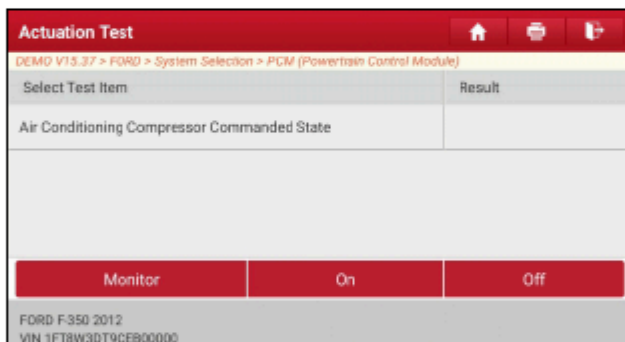 Actuation Test
DEMO V15.37 > FORD > System Selection > PCM (Powertrain Control Module)
Select Test Item Result
Air Conditioning Compressor Commanded State
Monitor On Off
FORD F-350 2012
VIN 1FT8W3DT9CEB00000